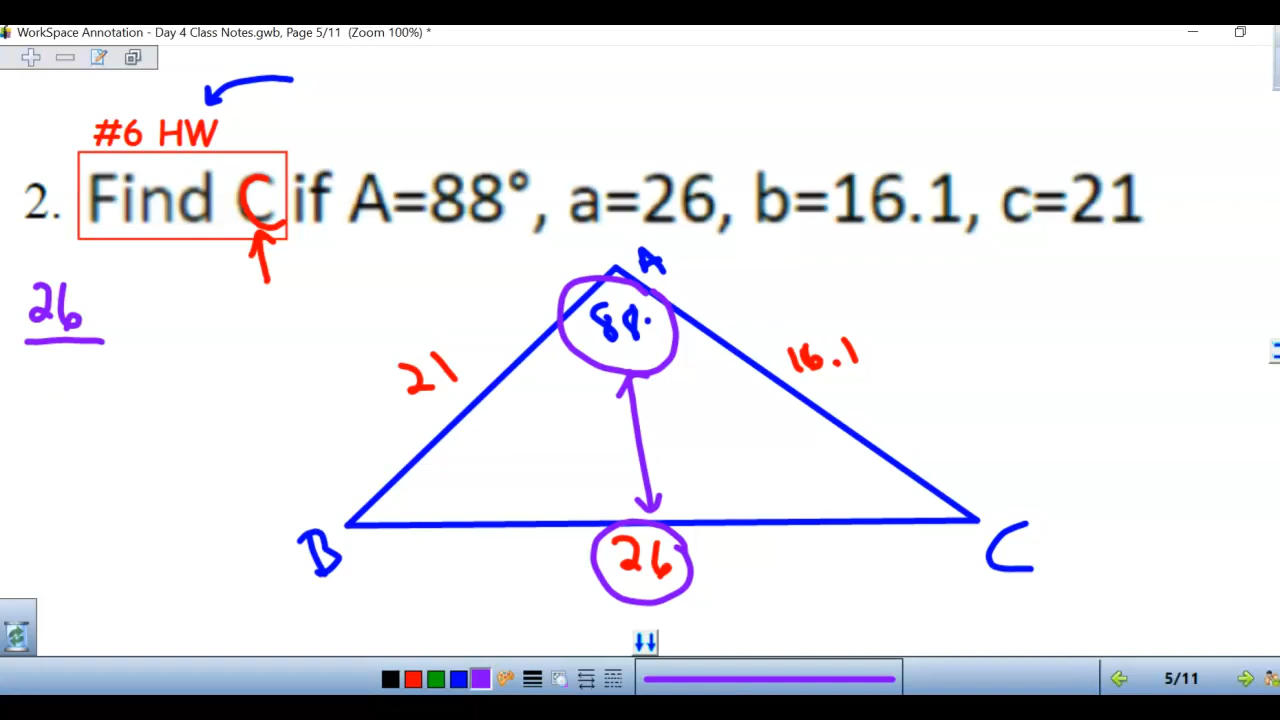 WorkSpace Annotation - Day 4 Class Notes.gwb, Page 5/11 (Zoom 100%) *
#6 HW
2. Find C if A=88°, a=26, b=16.1, c=21
A
26
88°
21
16.1
B
26
C
5/11